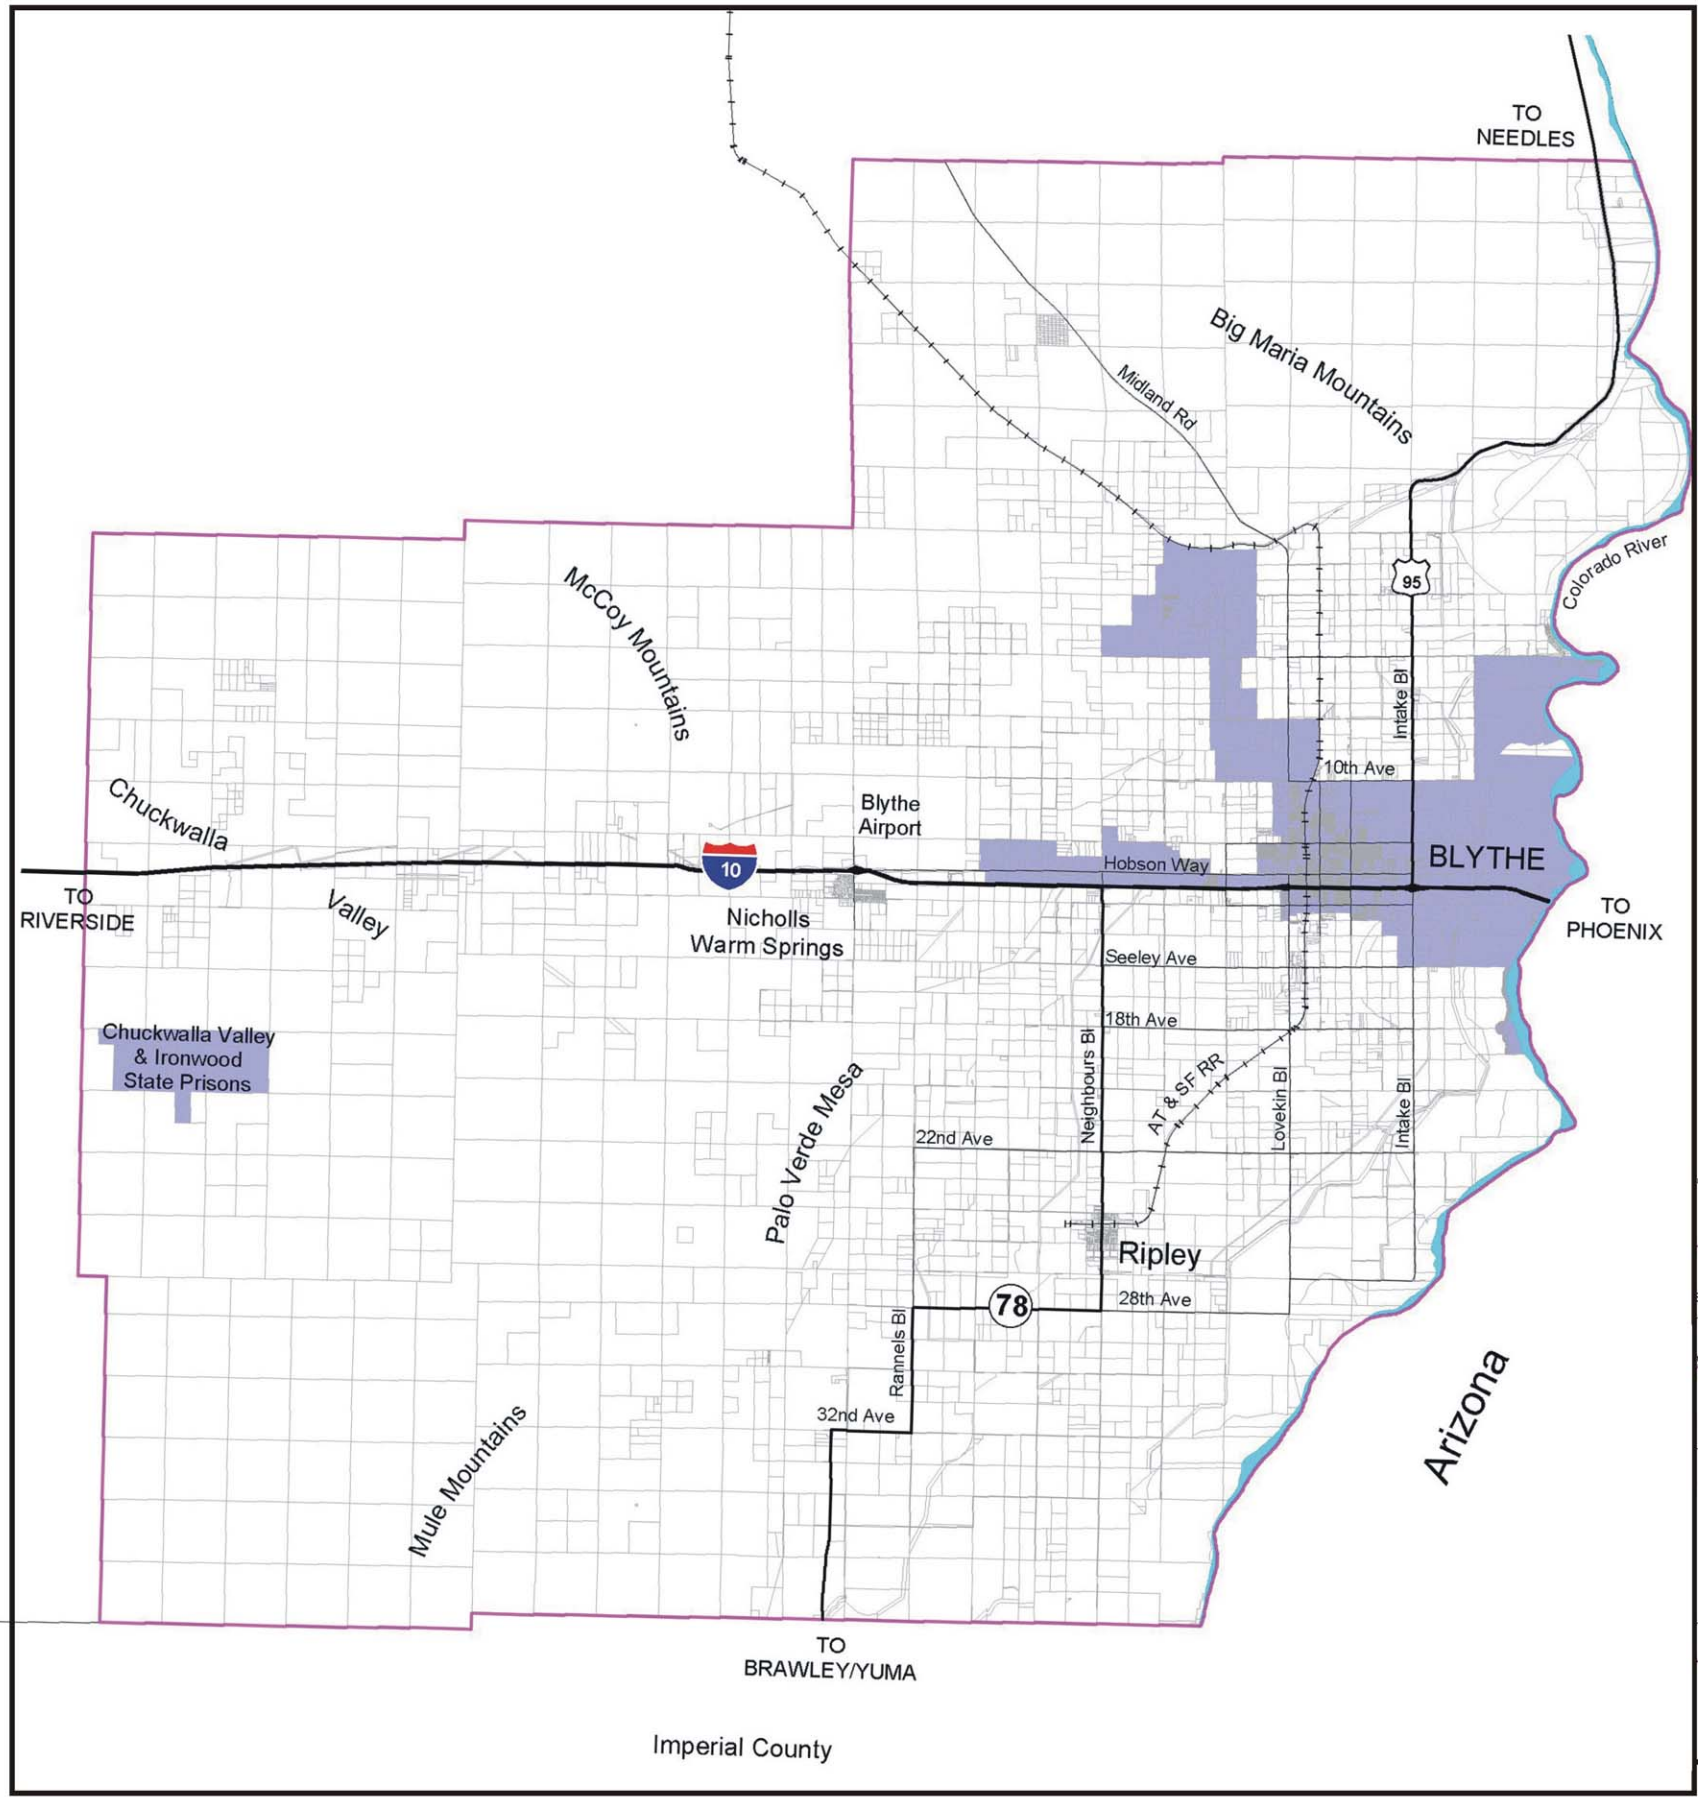 TO
NEEDLES
Big Maria Mountains
Midland Rd
Colorado River
95
McCoy Mountains
Intake Bl
10th Ave
Chuckwalla
Valley
Blythe
Airport
10
Hobson Way
BLYTHE
TO
RIVERSIDE
Nicholls
Warm Springs
TO
PHOENIX
Seeley Ave
18th Ave
Chuckwalla Valley
& Ironwood
State Prisons
Palo Verde Mesa
Neighbours Bl
AT & SF RR
Lovekin Bl
Intake Bl
22nd Ave
Ripley
78
28th Ave
Rannels Bl
32nd Ave
Mule Mountains
Arizona
TO
BRAWLEY/YUMA
Imperial County